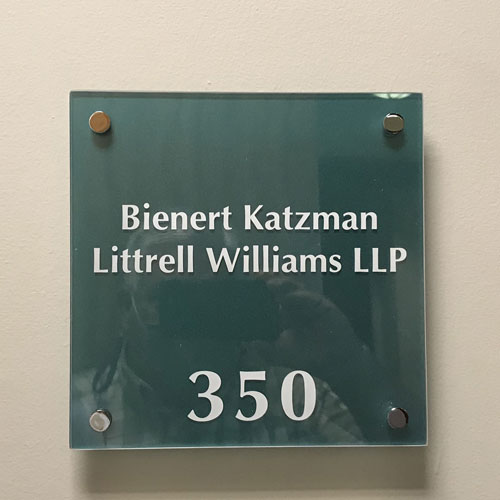 Bienert Katzman
Littrell Williams LLP
350